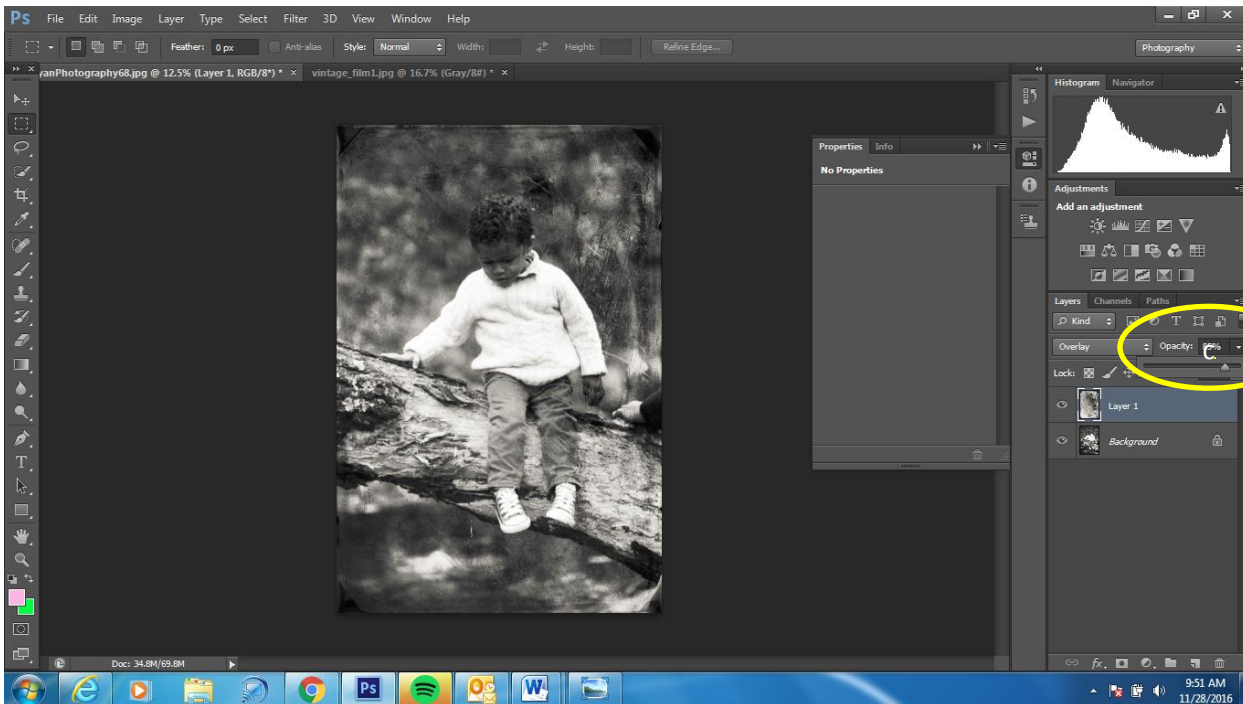 Ps File Edit Image Layer Type Select Filter 3D View Window Help
Feather: 0 px Anti-alias Style: Normal Width: Height: Refine Edge... Photography
yanPhotography68.jpg @ 12.5% (Layer 1, RGB/8*) * × vintage_film1.jpg @ 16.7% (Gray/8#) * ×
Histogram Navigator
Properties Info
No Properties
Adjustments
Add an adjustment
Layers Channels Paths
Kind
Overlay Opacity: C.
Lock:
Layer 1
Background
Doc: 34.8M/69.8M
9:51 AM
11/28/2016